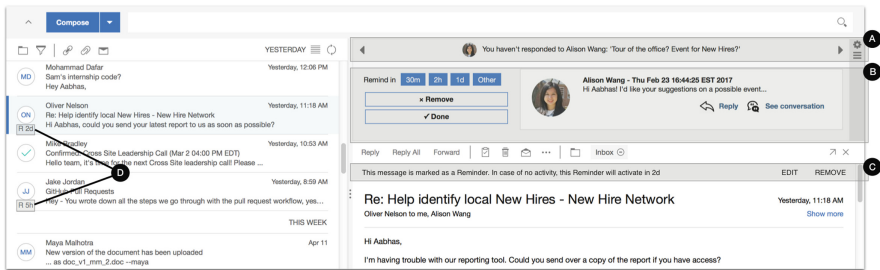 Compose
YESTERDAY
MD
Mohammad Dafar
Yesterday, 12:06 PM
Sam's internship code?
Hey Aabhas,
ON
Oliver Nelson
Yesterday, 11:18 AM
Re: Help identify local New Hires - New Hire Network
Hi Aabhas, could you send your latest report to us as soon as possible?
R 2d
Mike Bradley
Yesterday, 10:53 AM
Confirmed: Cross Site Leadership Call (Mar 2 04:00 PM EDT)
Hello team, it's time for the next Cross Site leadership call! Please ...
D
JJ
Jake Jordan
Yesterday, 8:59 AM
GitHub Pull Requests
Hey - You wrote down all the steps we go through with the pull request workflow, yes...
R 5h
THIS WEEK
MM
Maya Malhotra
Apr 11
New version of the document has been uploaded
... as doc_v1_mm_2.doc --maya
You haven't responded to Alison Wang: 'Tour of the office? Event for New Hires?'
A
B
Remind in 30m 2h 1d Other
× Remove
✓ Done
Alison Wang - Thu Feb 23 16:44:25 EST 2017
Hi Aabhas! I'd like your suggestions on a possible event...
Reply See conversation
Reply Reply All Forward Inbox
C
This message is marked as a Reminder. In case of no activity, this Reminder will activate in 2d EDIT REMOVE
Re: Help identify local New Hires - New Hire Network
Yesterday, 11:18 AM
Oliver Nelson to me, Alison Wang
Show more
Hi Aabhas,
I'm having trouble with our reporting tool. Could you send over a copy of the report if you have access?